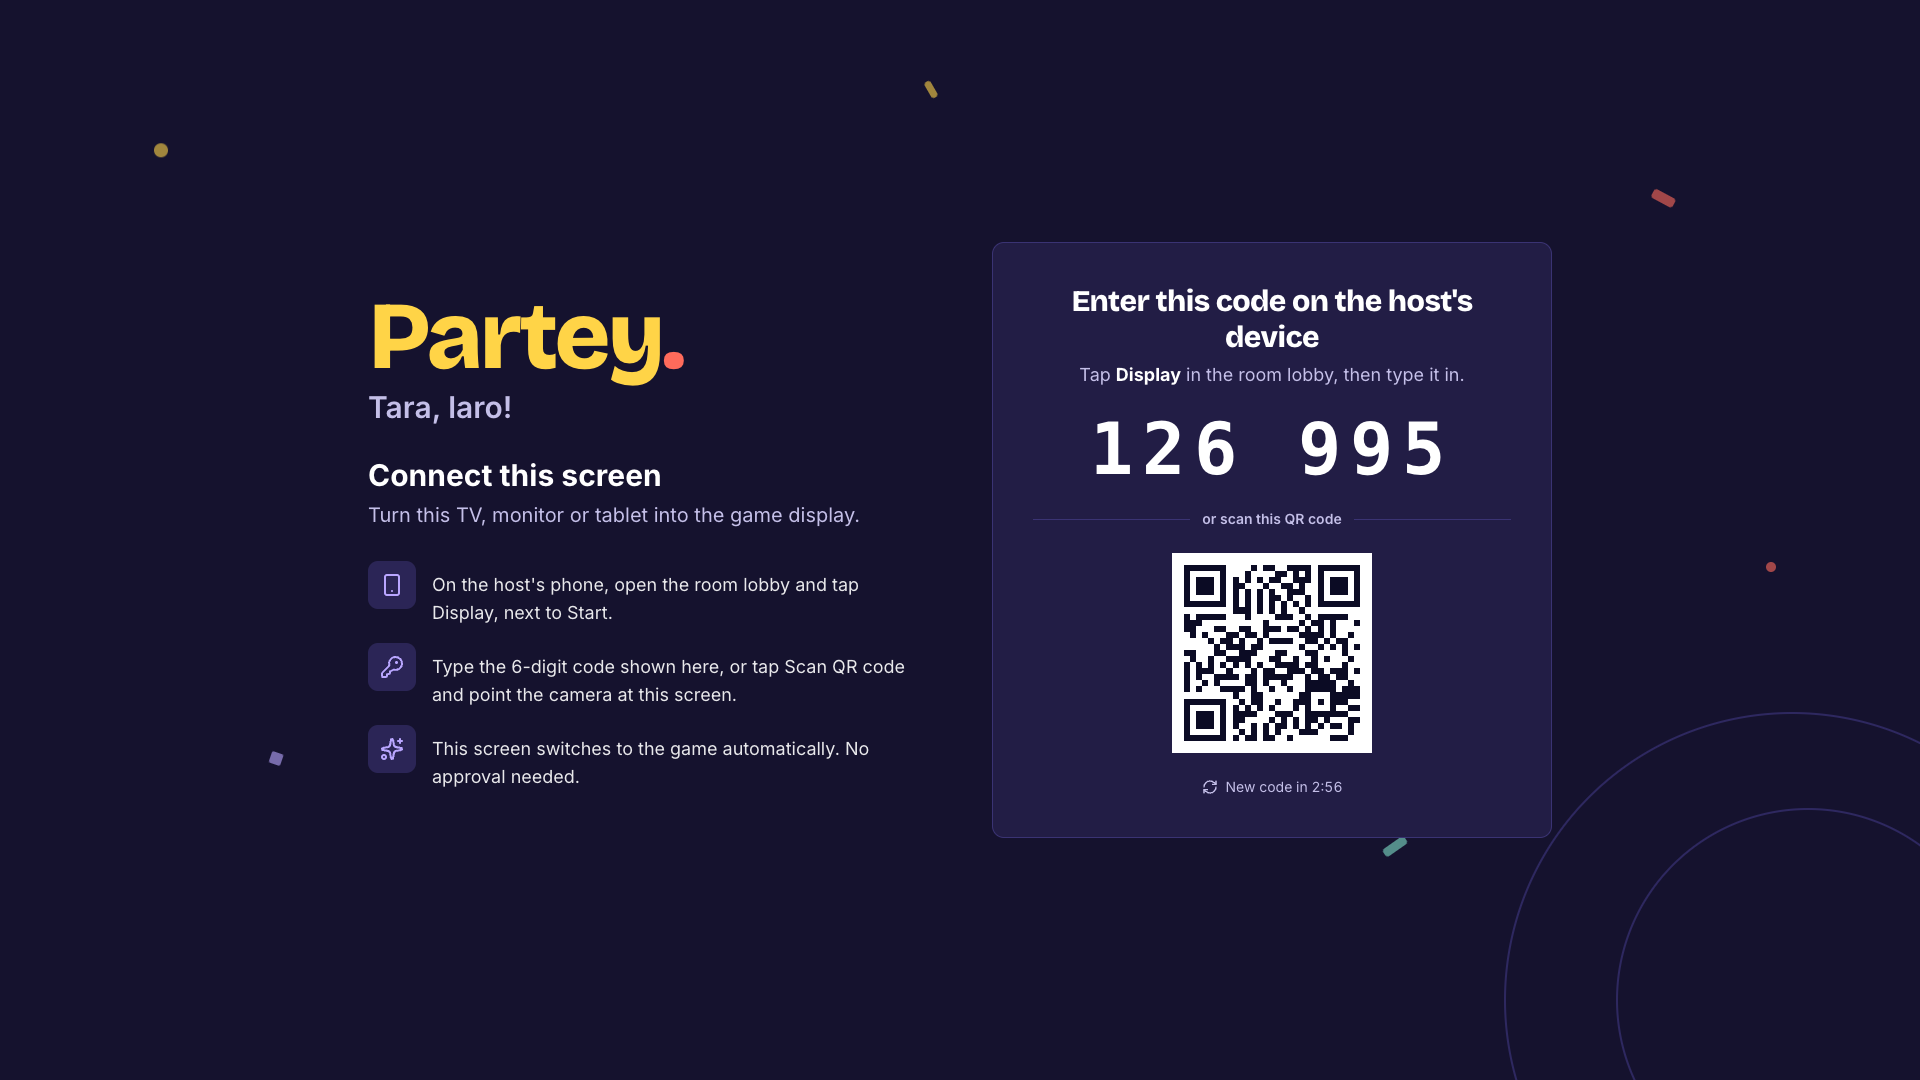 Partey.
Tara, laro!
Connect this screen
Turn this TV, monitor or tablet into the game display.
On the host's phone, open the room lobby and tap
Display, next to Start.
Type the 6-digit code shown here, or tap Scan QR code
and point the camera at this screen.
This screen switches to the game automatically. No
approval needed.
Enter this code on the host's
device
Tap Display in the room lobby, then type it in.
126 995
or scan this QR code
New code in 2:56